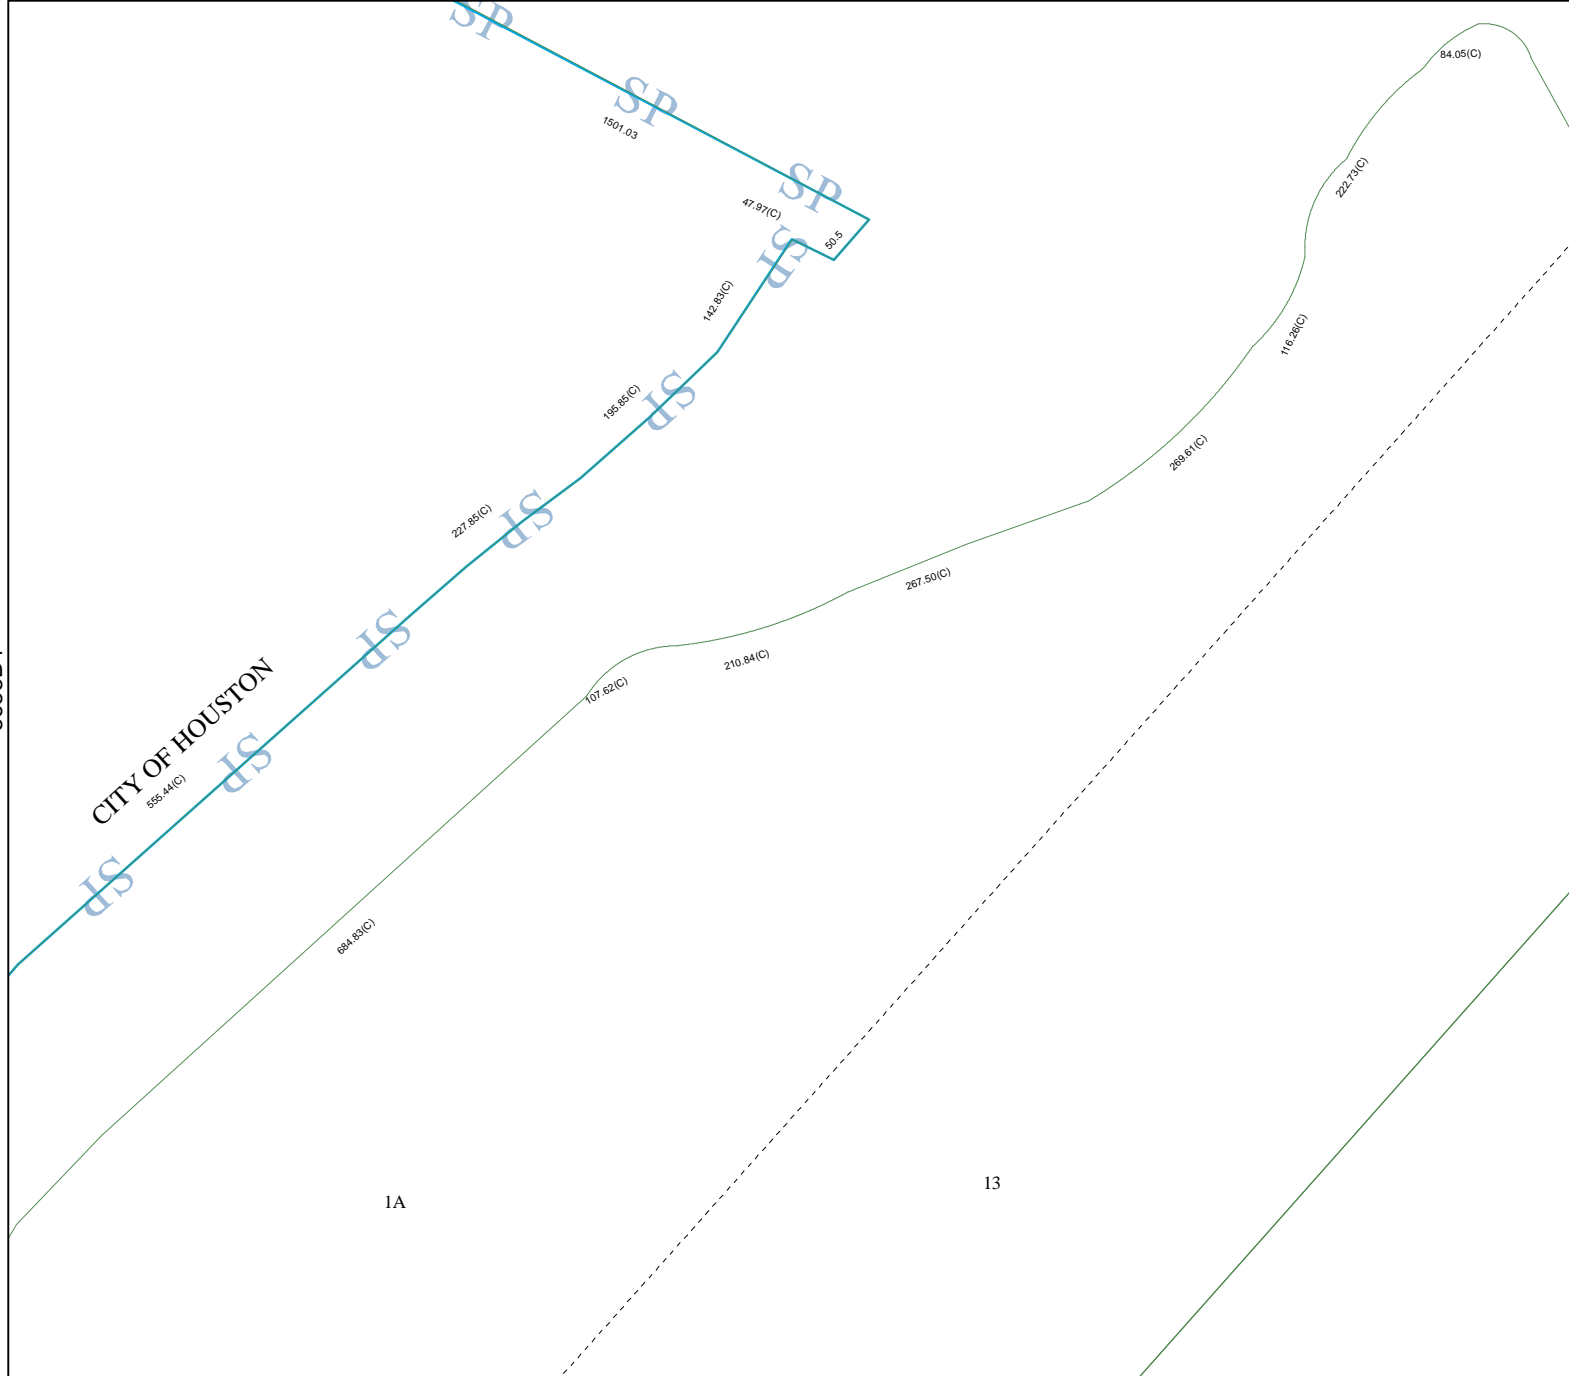 SP
84.05(C)
SP
1501.03
222.73(C)
SP
47.97(C)
50.5
SP
142.83(C)
116.26(C)
195.85(C)
SP
269.61(C)
227.85(C)
SP
267.50(C)
SP
210.84(C)
107.62(C)
CITY OF HOUSTON
SP
555.44(C)
SP
684.83(C)
13
1A